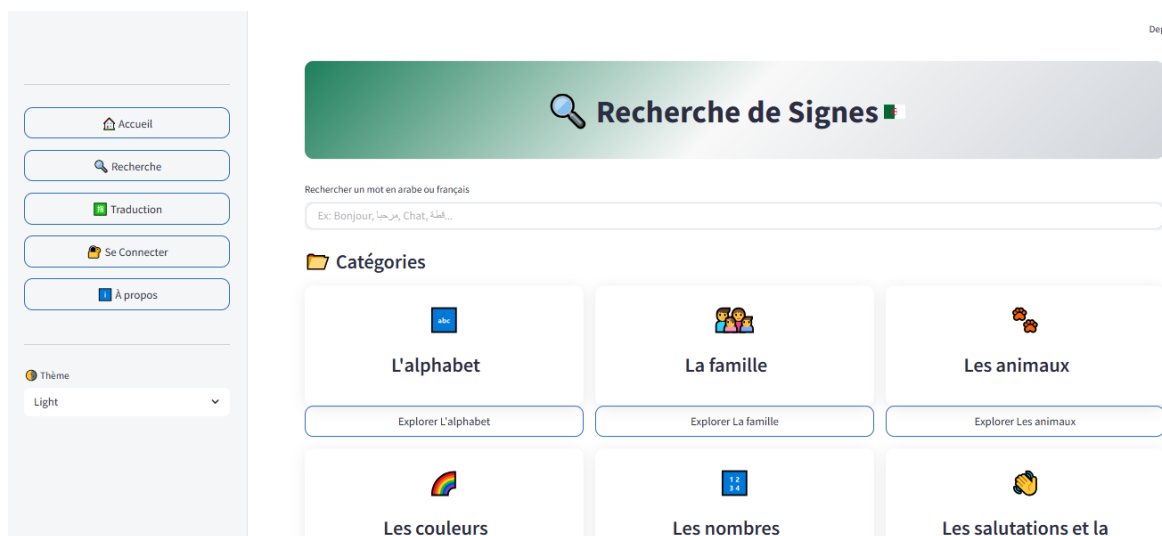 Accueil
Recherche
Traduction
Se Connecter
À propos
Thème
Light
Recherche de Signes
Rechercher un mot en arabe ou français
Ex: Bonjour, مرحبا, Chat, قطة...
Catégories
abc
L'alphabet
La famille
Les animaux
Explorer L'alphabet
Explorer La famille
Explorer Les animaux
1 2
3 4
Les couleurs
Les nombres
Les salutations et la